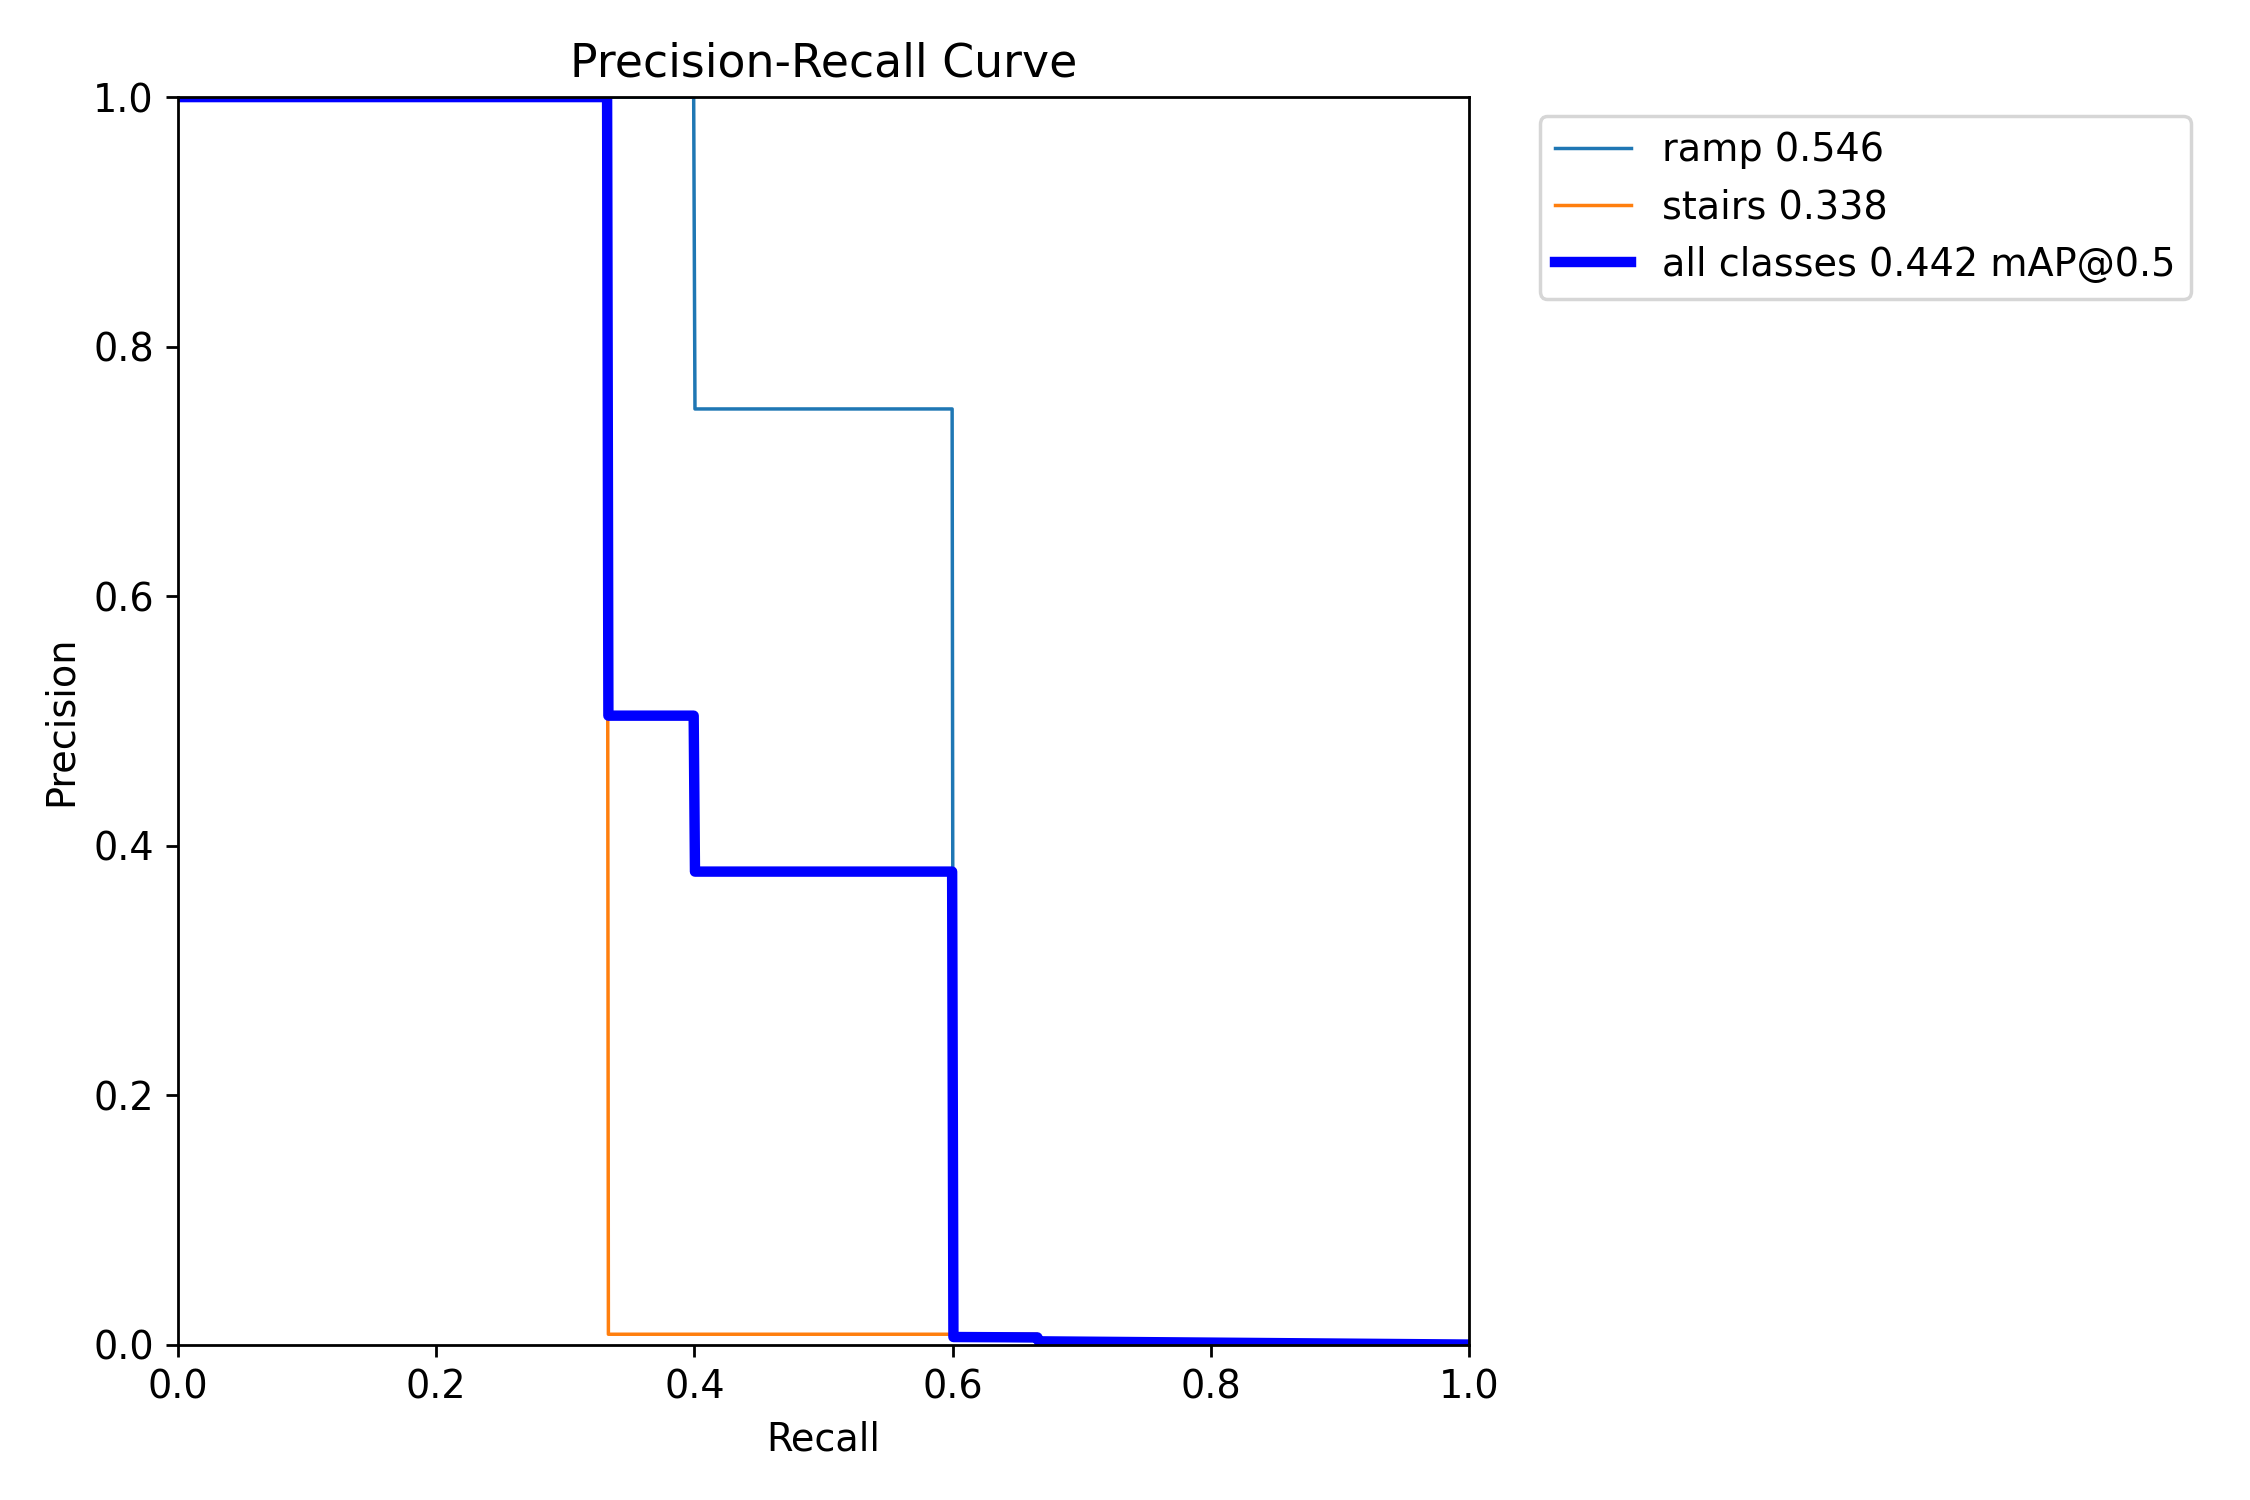 Precision-Recall Curve
1.0
0.8
0.6
0.4
0.2
0.0
Precision
0.0 0.2 0.4 0.6 0.8 1.0
Recall
ramp 0.546
stairs 0.338
all classes 0.442 mAP@0.5